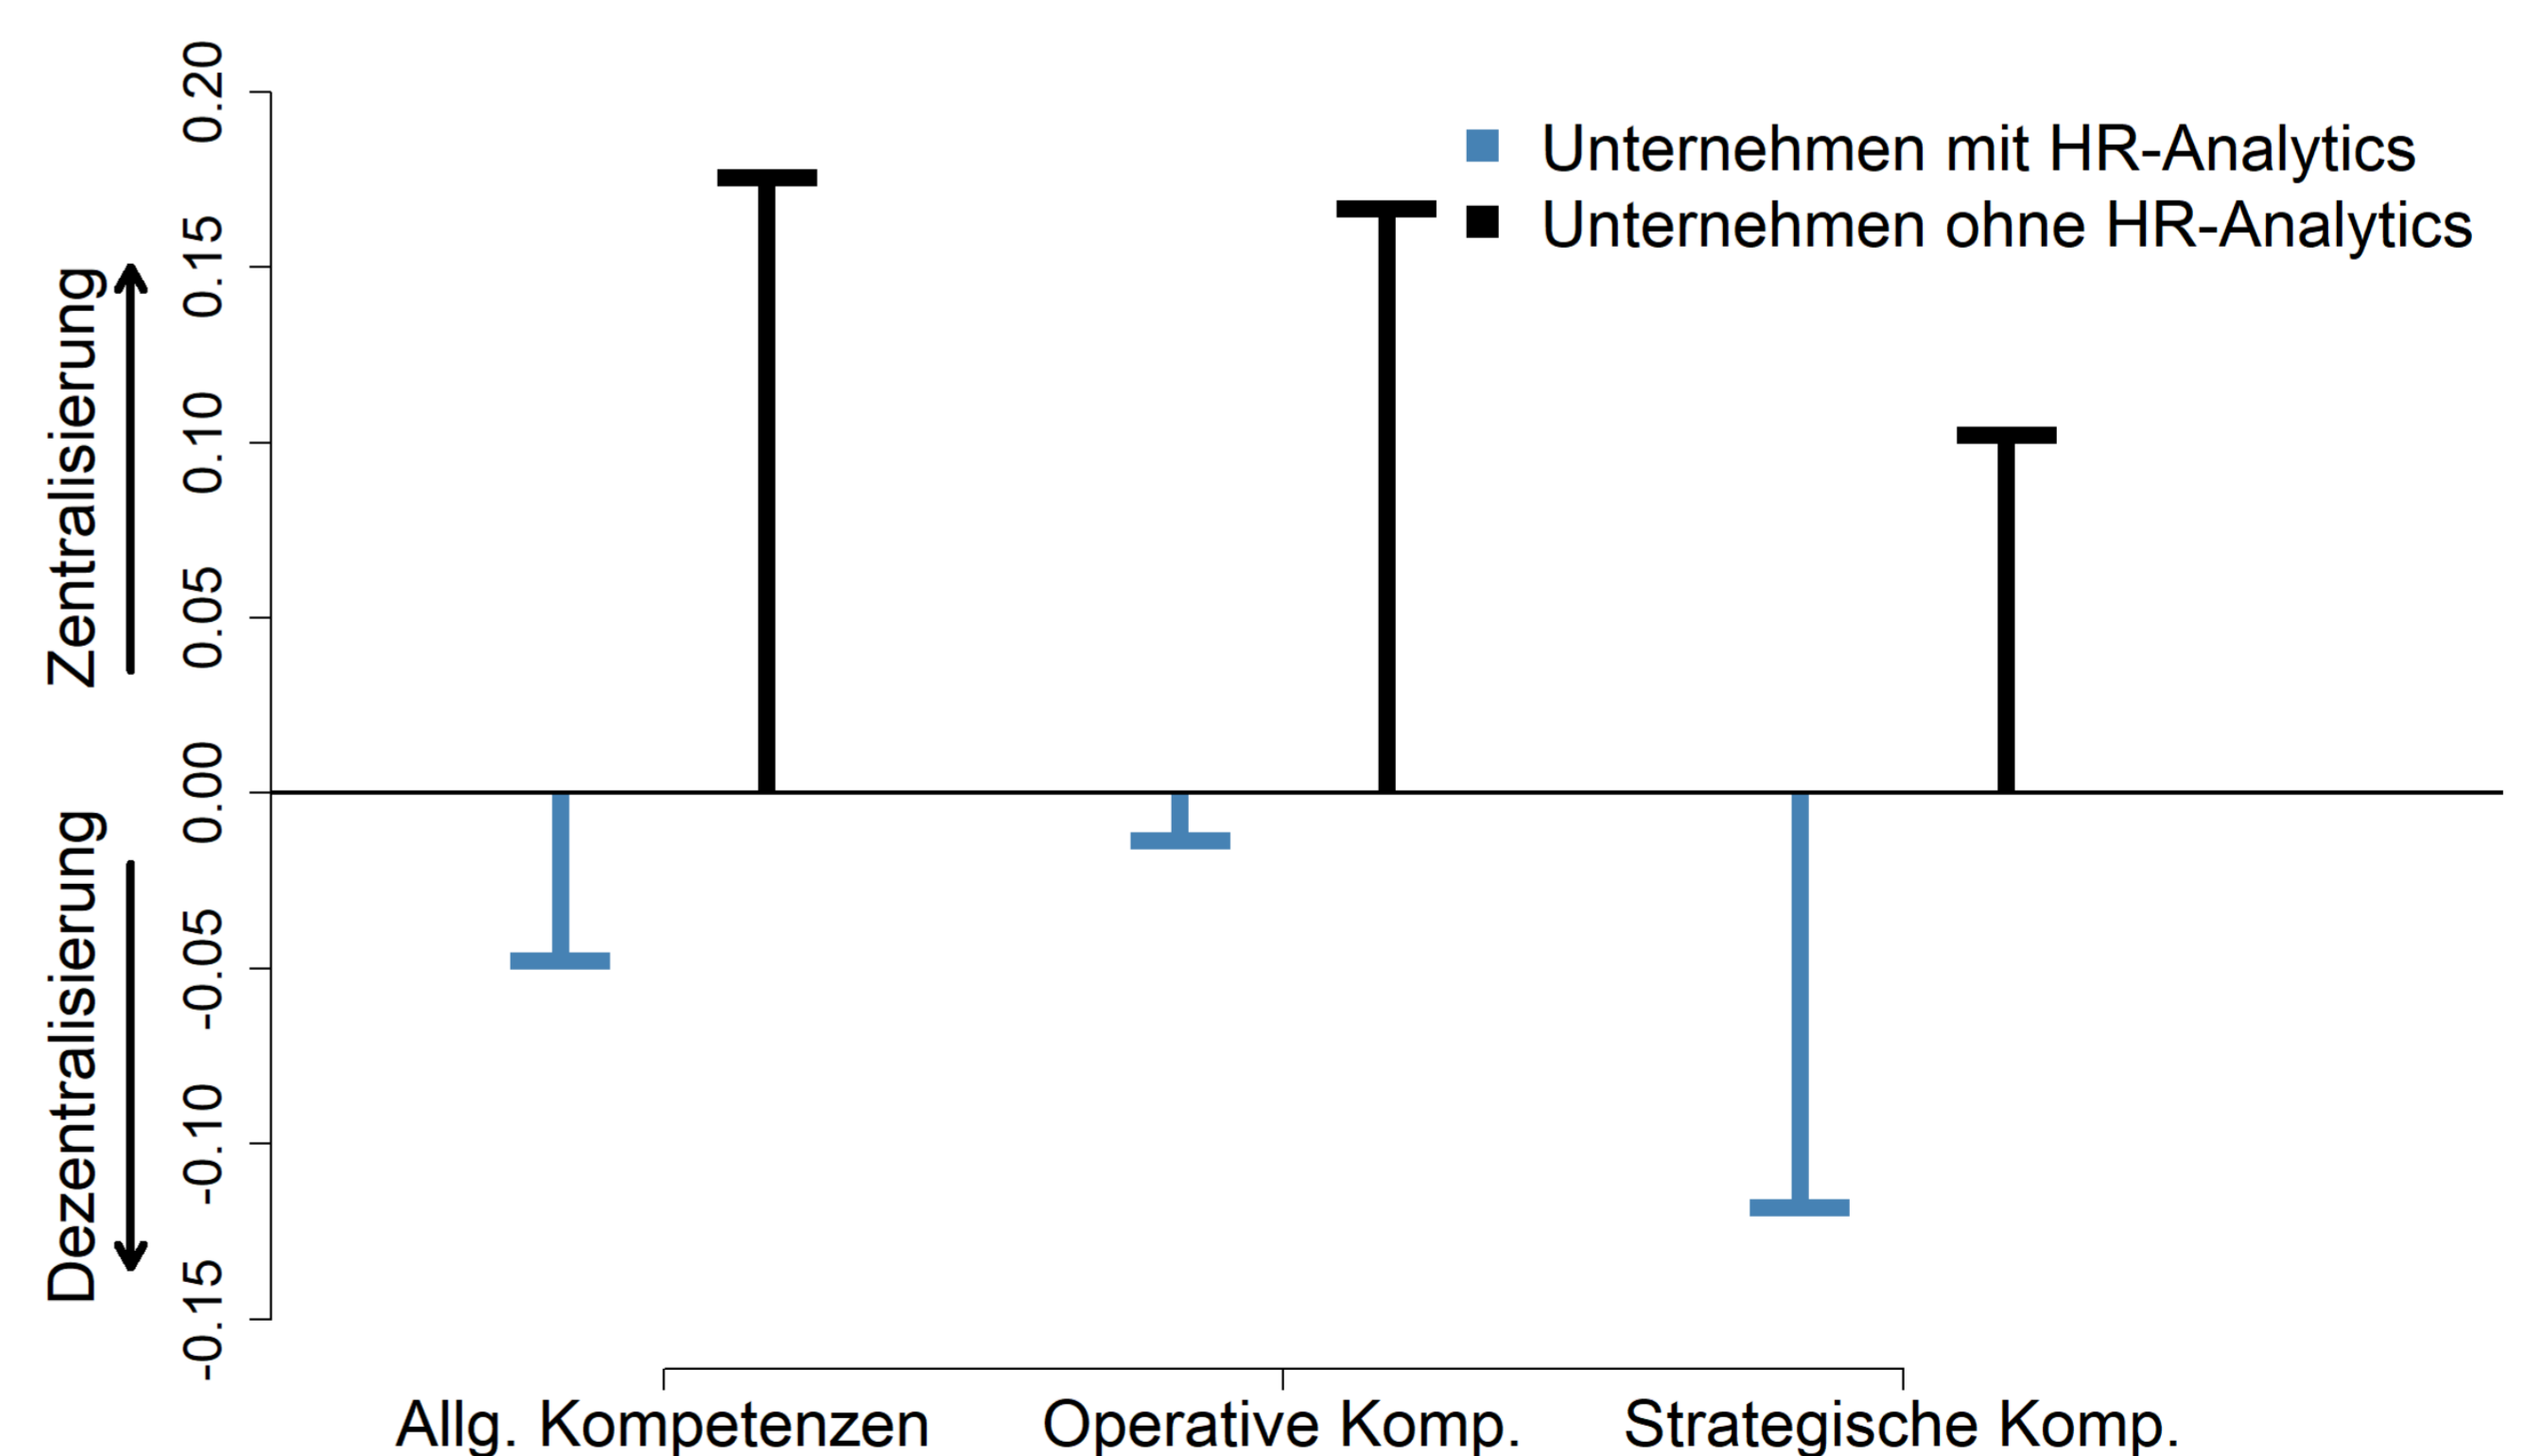 Zentralisierung
Dezentralisierung
0.20
0.15
0.10
0.05
0.00
-0.05
-0.10
-0.15
Unternehmen mit HR-Analytics
Unternehmen ohne HR-Analytics
Allg. Kompetenzen
Operative Komp.
Strategische Komp.